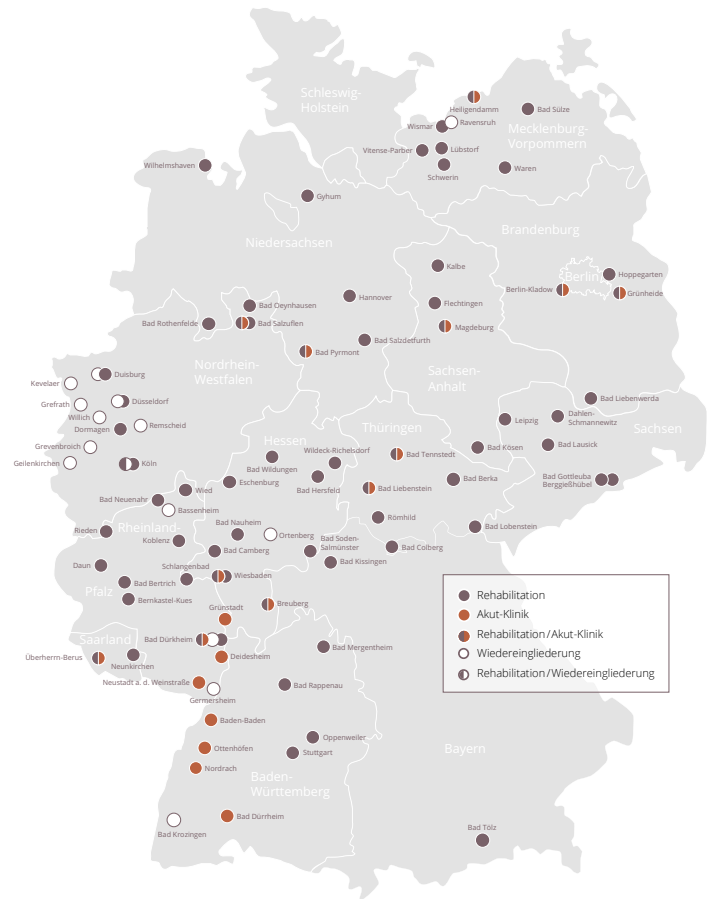 Schleswig-
Holstein
Heiligendamm
Bad Sülze
Wismar
Ravensruh
Mecklenburg-
Vorpommern
Vitense-Parber
Lübstorf
Wilhelmshaven
Schwerin
Waren
Gyhum
Niedersachsen
Brandenburg
Kalbe
Berlin
Hoppegarten
Berlin-Kladow
Grünheide
Hannover
Flechtingen
Bad Oeynhausen
Bad Rothenfelde
Bad Salzuflen
Magdeburg
Bad Salzdetfurth
Bad Pyrmont
Nordrhein-
Westfalen
Sachsen-
Anhalt
Duisburg
Kevelaer
Bad Liebenwerda
Grefrath
Düsseldorf
Willich
Dahlen-
Schmannewitz
Leipzig
Dormagen
Remscheid
Thüringen
Sachsen
Grevenbroich
Hessen
Bad Kösen
Bad Lausick
Wildeck-Richelsdorf
Bad Tennstedt
Geilenkirchen
Köln
Bad Wildungen
Bad Gottleuba
Berggießhübel
Eschenburg
Bad Hersfeld
Bad Berka
Wied
Bad Liebenstein
Bad Neuenahr
Bassenheim
Römhild
Bad Nauheim
Rieden
Rheinland-
Bad Lobenstein
Koblenz
Ortenberg
Bad Soden-
Salmünster
Bad Camberg
Bad Colberg
Bad Kissingen
Daun
Schlangenbad
Wiesbaden
Bad Bertrich
Pfalz
Bernkastel-Kues
Grünstadt
Breuberg
Rehabilitation
Akut-Klinik
Rehabilitation/Akut-Klinik
Wiedereingliederung
Rehabilitation/Wiedereingliederung
Saarland
Bad Dürkheim
Bad Mergentheim
Überherrn-Berus
Neunkirchen
Deidesheim
Neustadt a. d. Weinstraße
Bad Rappenau
Germersheim
Baden-Baden
Oppenweiler
Ottenhöfen
Stuttgart
Bayern
Nordrach
Baden-
Württemberg
Bad Dürrheim
Bad Krozingen
Bad Tölz